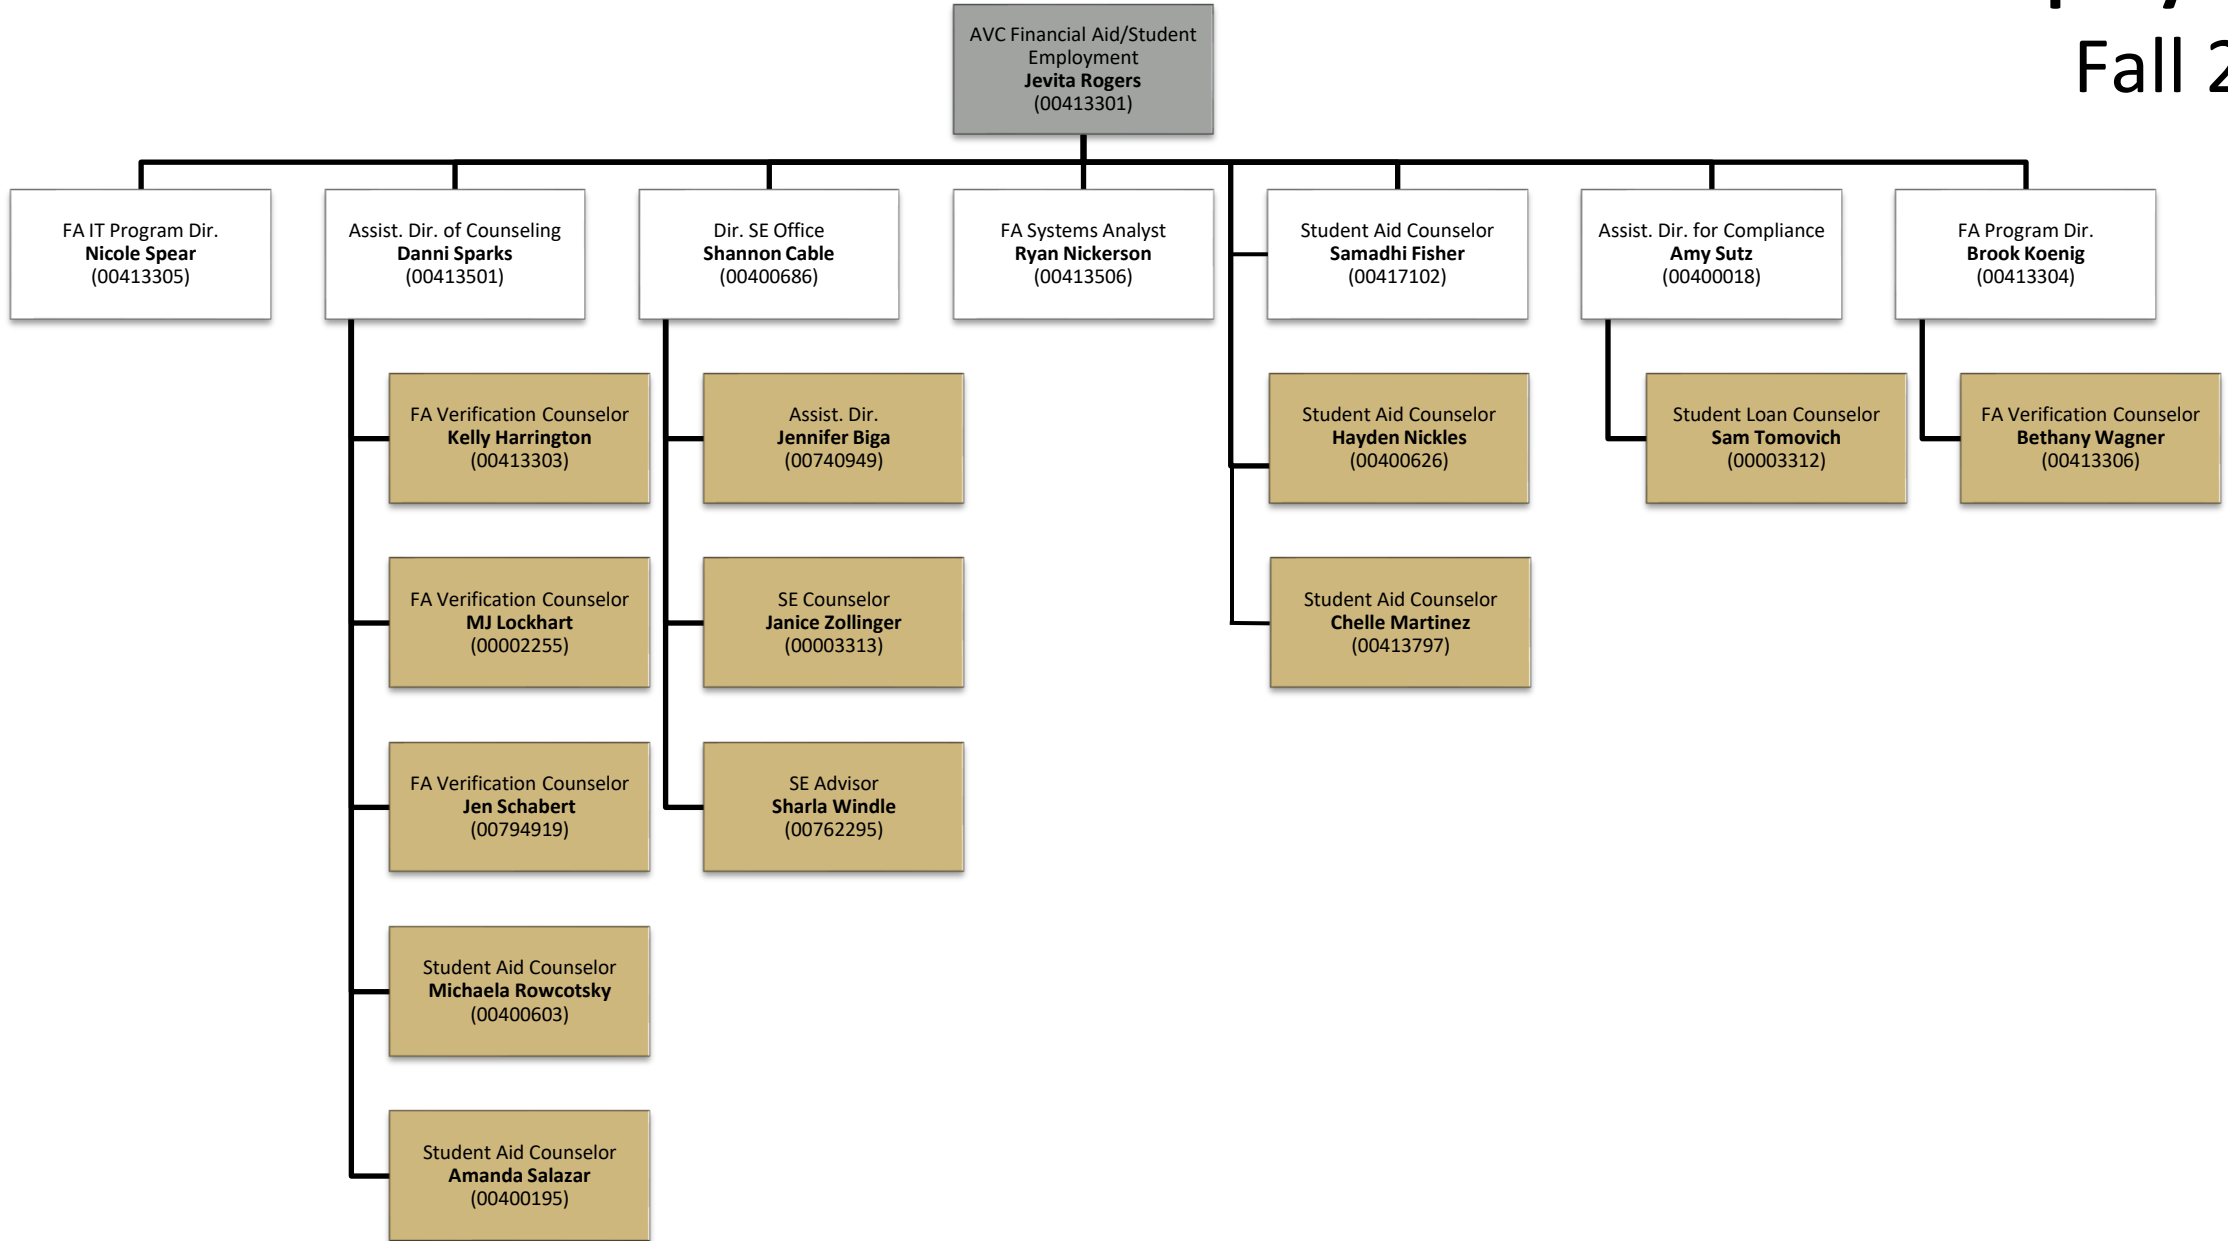 Fall 2
AVC Financial Aid/Student
Employment
Jevita Rogers
(00413301)
FA IT Program Dir.
Nicole Spear
(00413305)
Assist. Dir. of Counseling
Danni Sparks
(00413501)
Dir. SE Office
Shannon Cable
(00400686)
FA Systems Analyst
Ryan Nickerson
(00413506)
Student Aid Counselor
Samadhi Fisher
(00417102)
Assist. Dir. for Compliance
Amy Sutz
(00400018)
FA Program Dir.
Brook Koenig
(00413304)
FA Verification Counselor
Kelly Harrington
(00413303)
Assist. Dir.
Jennifer Biga
(00740949)
Student Aid Counselor
Hayden Nickles
(00400626)
Student Loan Counselor
Sam Tomovich
(00003312)
FA Verification Counselor
Bethany Wagner
(00413306)
FA Verification Counselor
MJ Lockhart
(00002255)
SE Counselor
Janice Zollinger
(00003313)
Student Aid Counselor
Chelle Martinez
(00413797)
FA Verification Counselor
Jen Schabert
(00794919)
SE Advisor
Sharla Windle
(00762295)
Student Aid Counselor
Michaela Rowcotsky
(00400603)
Student Aid Counselor
Amanda Salazar
(00400195)